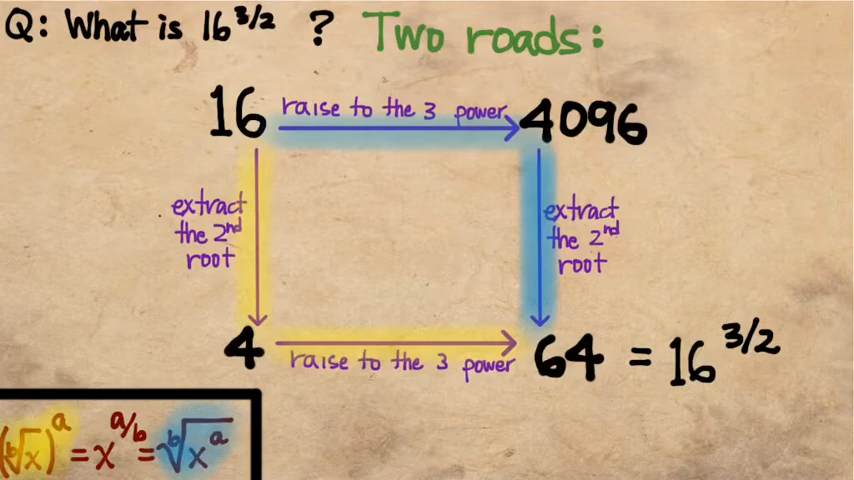 Q: What is 16^3/2 ? Two roads:
16 raise to the 3 power 4096
extract
the 2nd
root
extract
the 2nd
root
4 raise to the 3 power 64 = 16^3/2
(ᵇ√x)^a = x^a/b = ᵇ√x^a